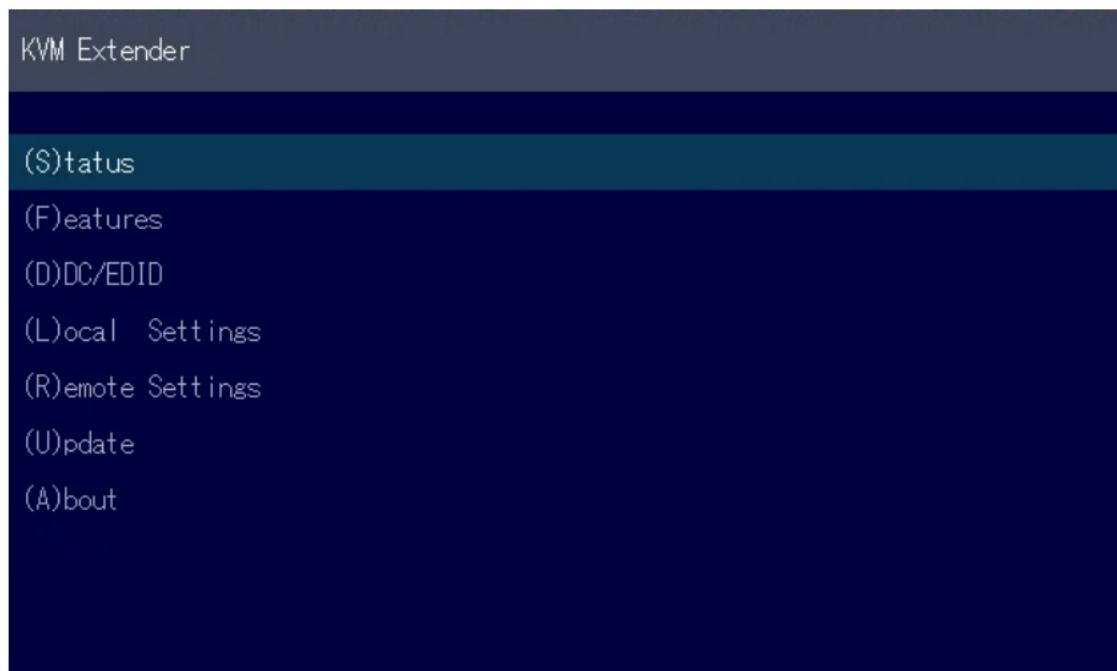 KVM Extender
(S)tatus
(F)eatures
(D)DC/EDID
(L)ocal  Settings
(R)emote Settings
(U)pdate
(A)bout